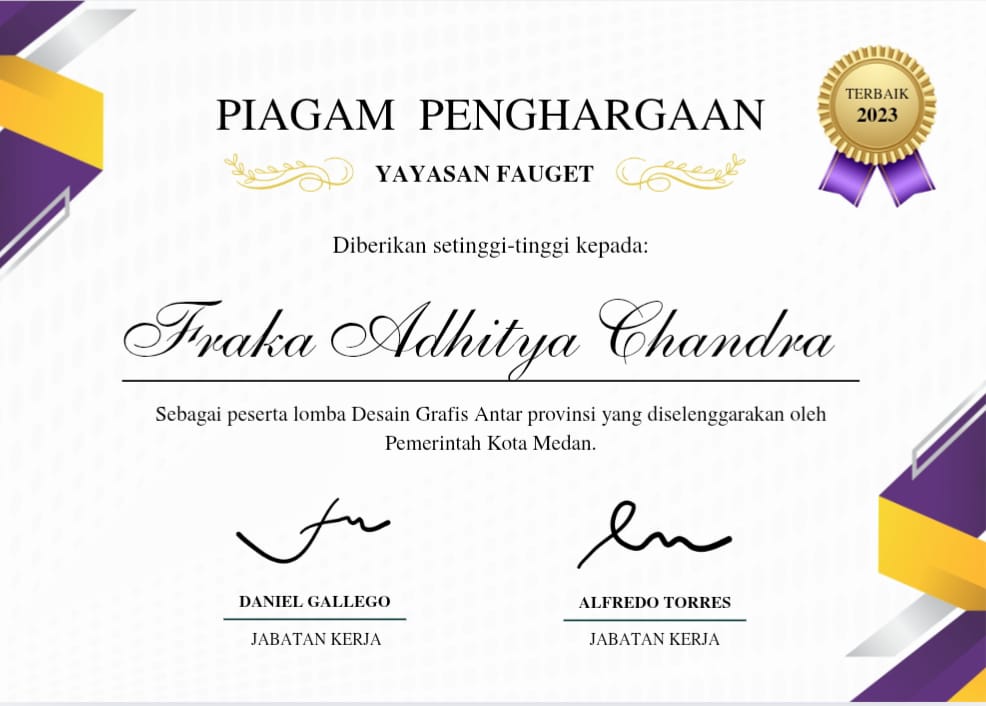 PIAGAM PENGHARGAAN
TERBAIK
2023
YAYASAN FAUGET
Diberikan setinggi-tinggi kepada:
Fraka Adhitya Chandra
Sebagai peserta lomba Desain Grafis Antar provinsi yang diselenggarakan oleh
Pemerintah Kota Medan.
DANIEL GALLEGO
JABATAN KERJA
ALFREDO TORRES
JABATAN KERJA